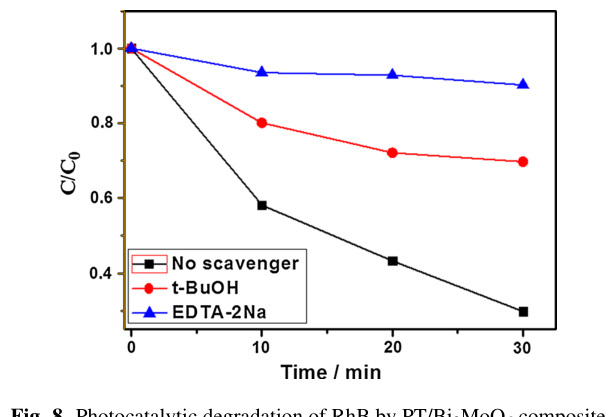 1.0
0.8
0.6
0.4
C/C0
No scavenger
t-BuOH
EDTA-2Na
0 10 20 30
Time / min
Fig. 8 Photocatalytic degradation of RhB by PT/Bi2MoO6 composite